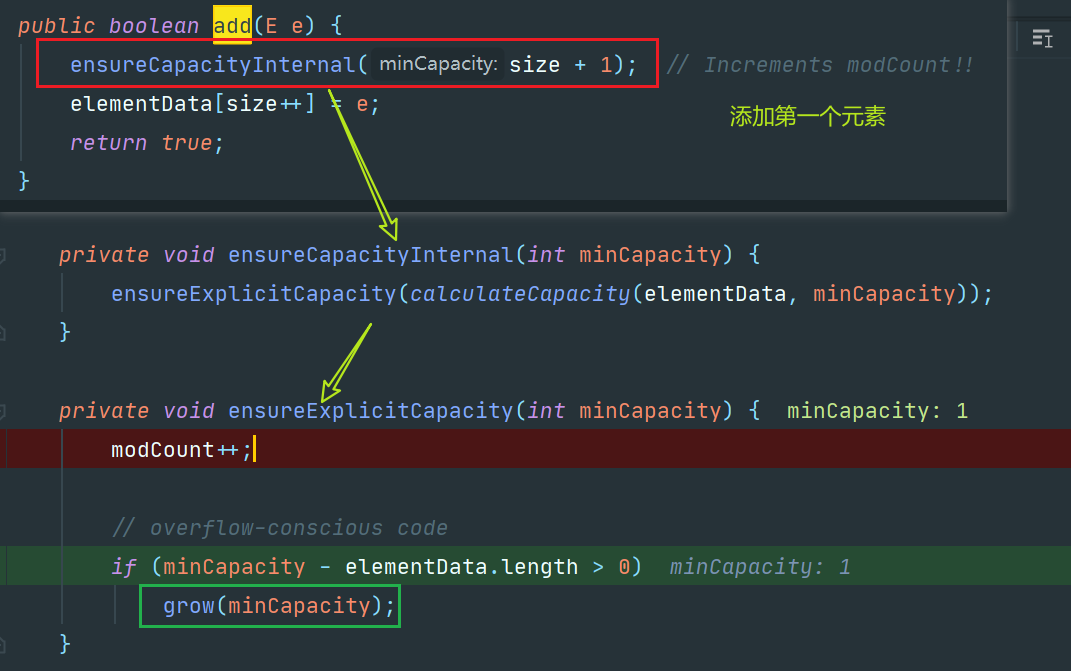 public boolean add(E e) {
ensureCapacityInternal( minCapacity: size + 1); // Increments modCount!!
elementData[size++] = e;
添加第一个元素
return true;
}
private void ensureCapacityInternal(int minCapacity) {
ensureExplicitCapacity(calculateCapacity(elementData, minCapacity));
}
private void ensureExplicitCapacity(int minCapacity) { minCapacity: 1
modCount++;
// overflow-conscious code
if (minCapacity - elementData.length > 0) minCapacity: 1
grow(minCapacity);
}